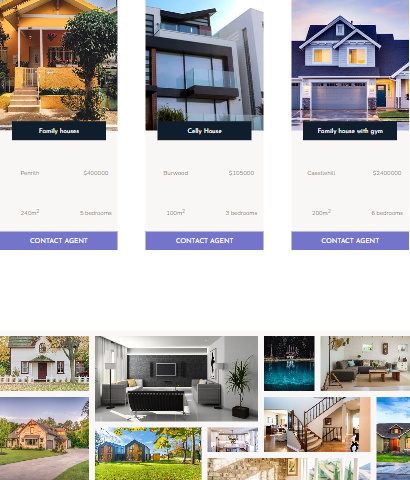 Family houses
Celly House
Family house with gym
Penrith $400000
Burwood $105000
Castlehill $2400000
240m² 5 bedrooms
100m² 3 bedrooms
200m² 6 bedrooms
CONTACT AGENT
CONTACT AGENT
CONTACT AGENT